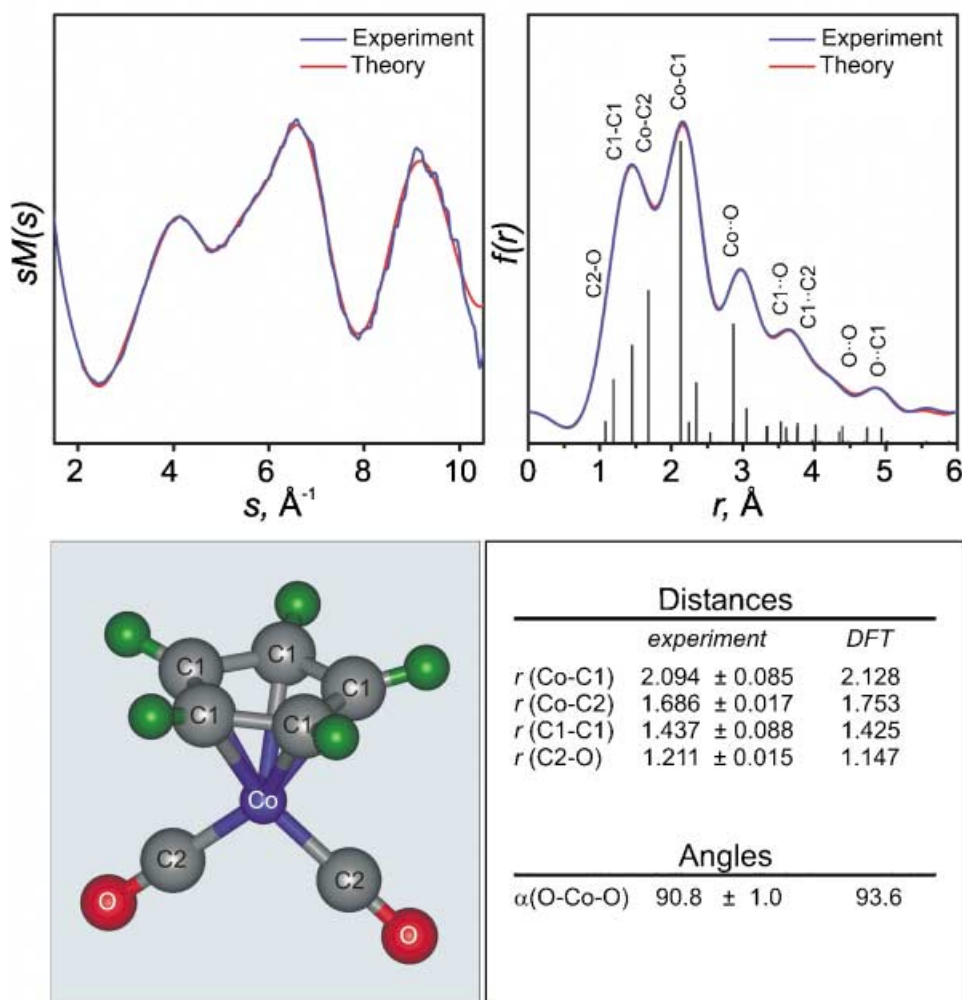 Experiment
Theory
sM(s)
2 4 6 8 10
s, Å-1
Experiment
Theory
f(r)
C2-O
C1-C1
Co-C2
Co-C1
Co··O
C1··O
C1··C2
O··O
O··C1
0 1 2 3 4 5 6
r, Å
C1
C1
C1
C1
C1
Co
C2
C2
O
O
Distances
experiment DFT
r (Co-C1) 2.094 ± 0.085 2.128
r (Co-C2) 1.686 ± 0.017 1.753
r (C1-C1) 1.437 ± 0.088 1.425
r (C2-O) 1.211 ± 0.015 1.147
Angles
α(O-Co-O) 90.8 ± 1.0 93.6